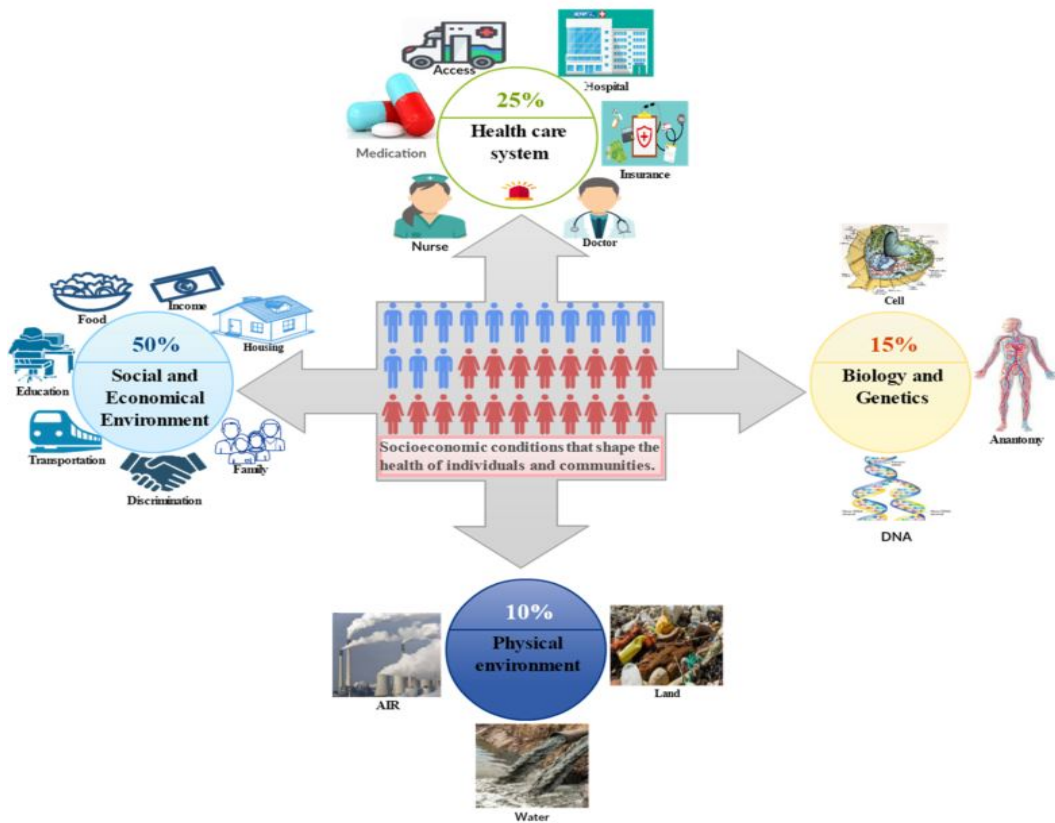 Access
Hospital
25%
Health care
system
Medication
Insurance
Nurse
Doctor
Food
Income
Housing
50%
Social and
Economical
Environment
Education
Transportation
Discrimination
Family
Socioeconomic conditions that shape the
health of individuals and communities.
Cell
15%
Biology and
Genetics
Anantomy
DNA
10%
Physical
environment
AIR
Land
Water